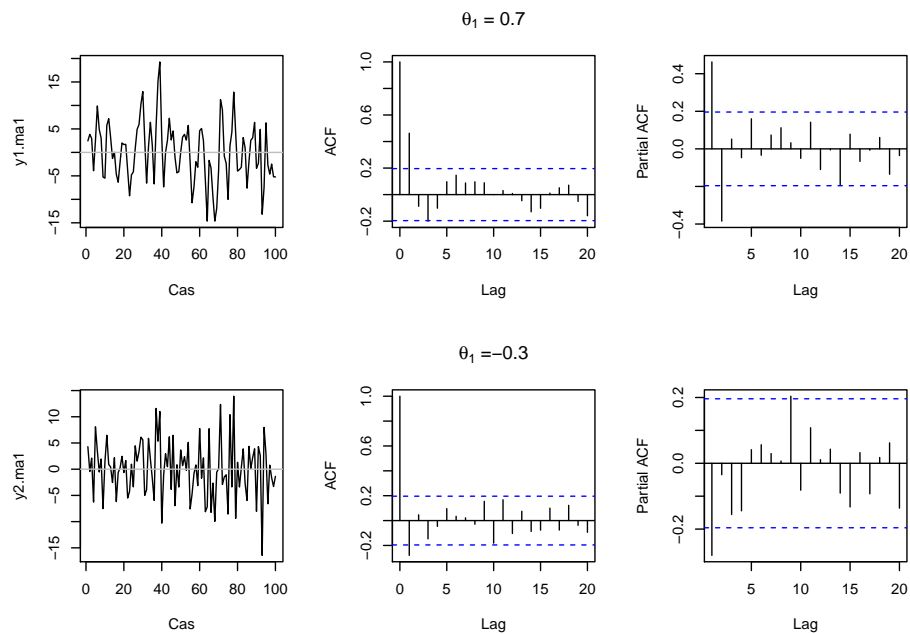 θ₁ = 0.7
y1.ma1
−15 −5 5 15
0 20 40 60 80 100
Cas
ACF
−0.2 0.2 0.6 1.0
0 5 10 15 20
Lag
Partial ACF
−0.4 0.0 0.2 0.4
5 10 15 20
Lag
θ₁ =−0.3
y2.ma1
−15 −5 0 5 10
0 20 40 60 80 100
Cas
ACF
−0.2 0.2 0.6 1.0
0 5 10 15 20
Lag
Partial ACF
−0.2 0.0 0.2
5 10 15 20
Lag